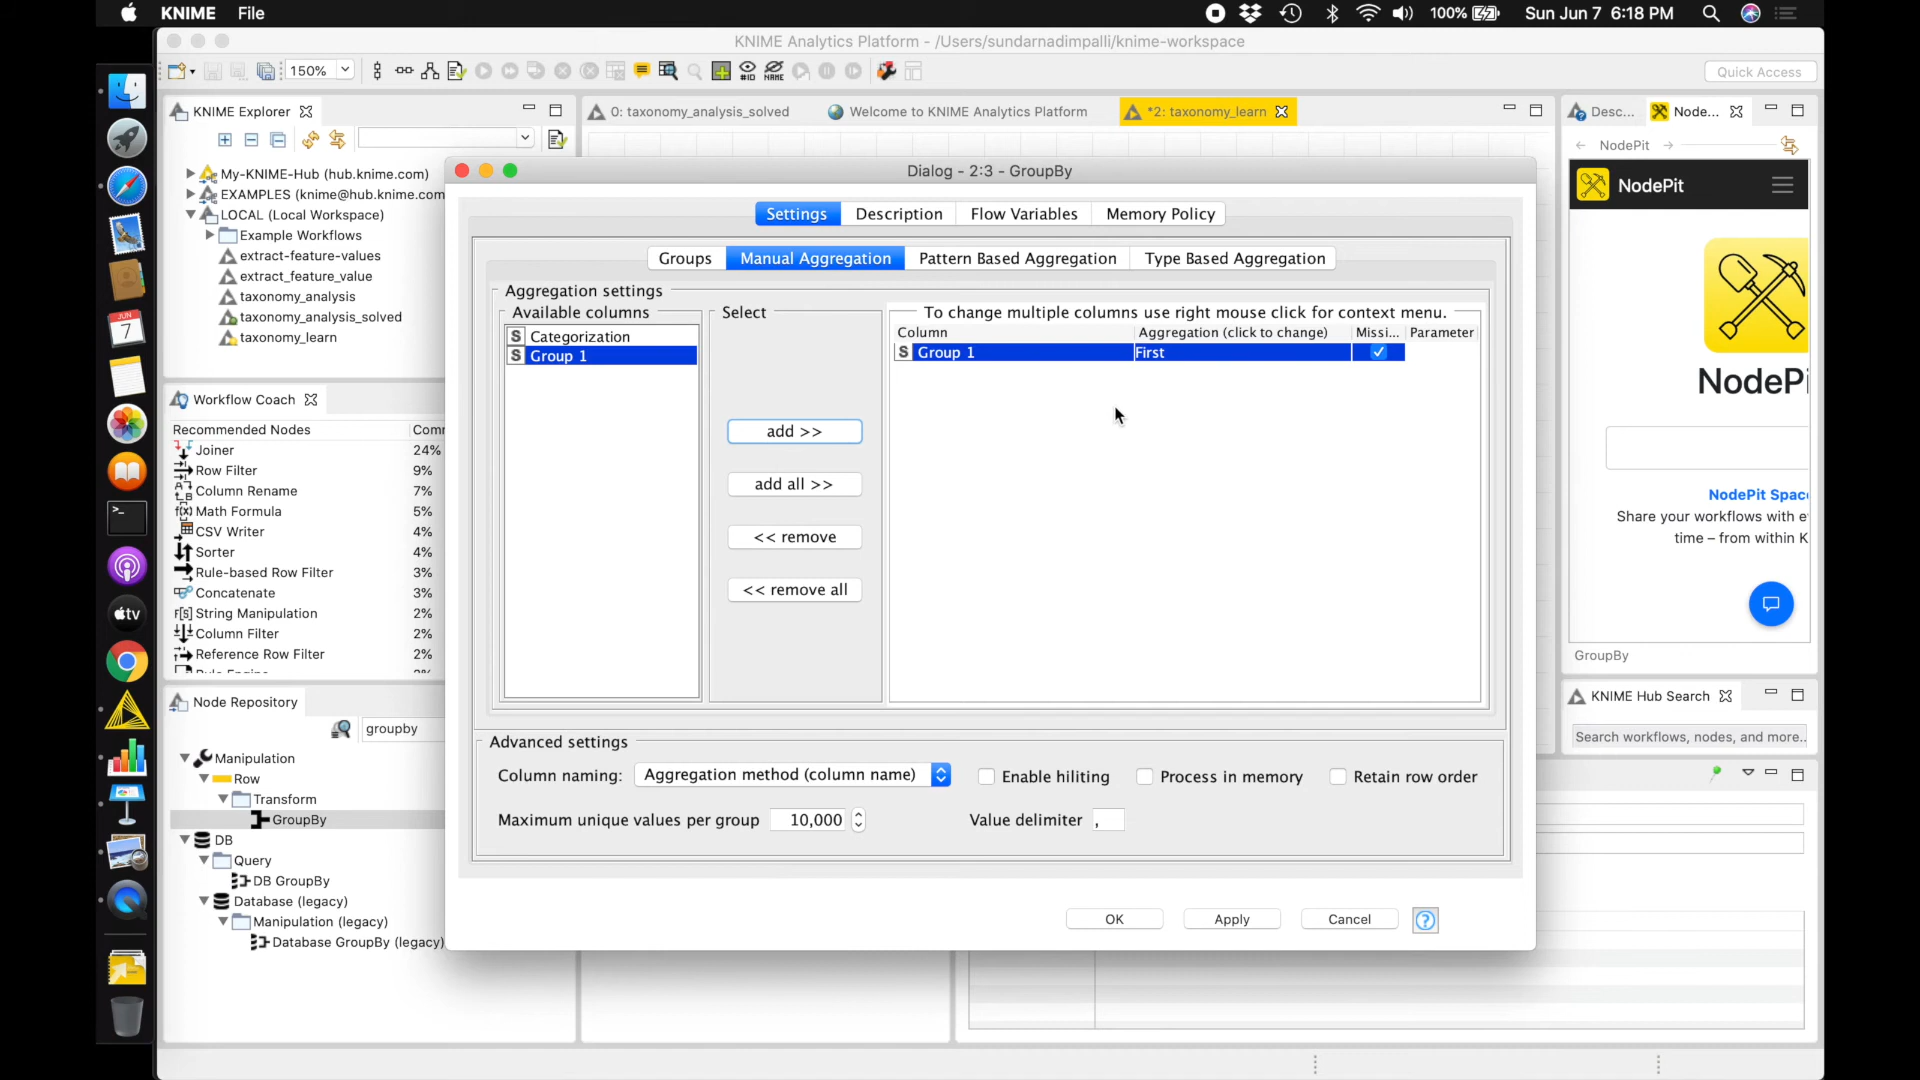 KNIME File
100% Sun Jun 7 6:18 PM
KNIME Analytics Platform - /Users/sundarnadimpalli/knime-workspace
150%
#ID
NAME
Quick Access
KNIME Explorer
0: taxonomy_analysis_solved
Welcome to KNIME Analytics Platform
*2: taxonomy_learn
Desc...
Node...
My-KNIME-Hub (hub.knime.com)
EXAMPLES (knime@hub.knime.com
LOCAL (Local Workspace)
Example Workflows
extract-feature-values
extract_feature_value
taxonomy_analysis
taxonomy_analysis_solved
taxonomy_learn
Workflow Coach
Recommended Nodes Com
Joiner 24%
Row Filter 9%
Column Rename 7%
Math Formula 5%
CSV Writer 4%
Sorter 4%
Rule-based Row Filter 3%
Concatenate 3%
String Manipulation 2%
Column Filter 2%
Reference Row Filter 2%
Node Repository
groupby
Manipulation
Row
Transform
GroupBy
DB
Query
DB GroupBy
Database (legacy)
Manipulation (legacy)
Database GroupBy (legacy)
JUN
7
tv
Dialog - 2:3 - GroupBy
Settings Description Flow Variables Memory Policy
Groups Manual Aggregation Pattern Based Aggregation Type Based Aggregation
Aggregation settings
Available columns
S Categorization
S Group 1
Select
add >>
add all >>
<< remove
<< remove all
To change multiple columns use right mouse click for context menu.
Column Aggregation (click to change) Missi... Parameter
S Group 1 First
Advanced settings
Column naming: Aggregation method (column name) Enable hiliting Process in memory Retain row order
Maximum unique values per group 10,000 Value delimiter ,
OK Apply Cancel ?
NodePit
NodePit
NodePi
NodePit Spac
Share your workflows with e
time – from within K
GroupBy
KNIME Hub Search
Search workflows, nodes, and more..